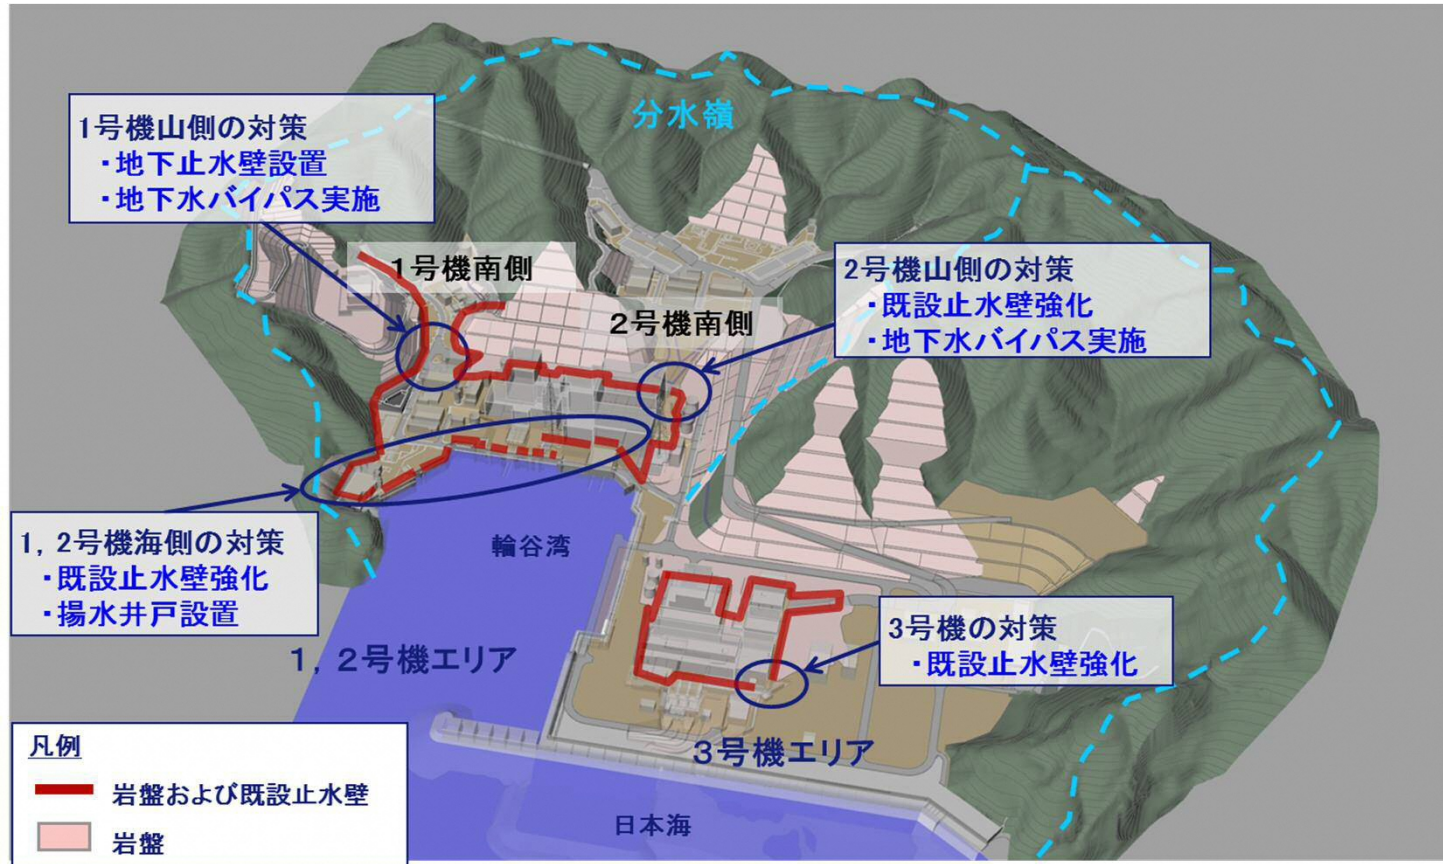 分水嶺
1号機山側の対策
・地下止水壁設置
・地下水バイパス実施
1号機南側
2号機山側の対策
・既設止水壁強化
・地下水バイパス実施
2号機南側
1，2号機海側の対策
・既設止水壁強化
・揚水井戸設置
輪谷湾
1，2号機エリア
3号機の対策
・既設止水壁強化
3号機エリア
日本海
凡例
岩盤および既設止水壁
岩盤